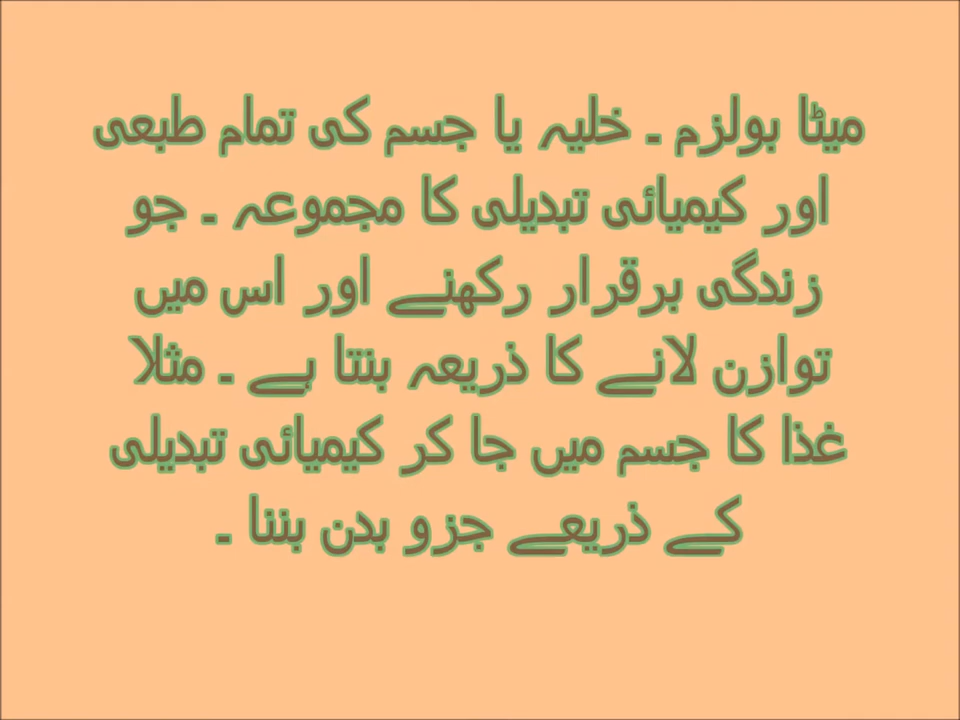 میٹا بولزم ۔ خلیہ یا جسم کی تمام طبعی
اور کیمیائی تبدیلی کا مجموعہ ۔ جو
زندگی برقرار رکھنے اور اس میں
توازن لانے کا ذریعہ بنتا ہے ۔ مثلا
غذا کا جسم میں جا کر کیمیائی تبدیلی
کے ذریعے جزو بدن بننا ۔